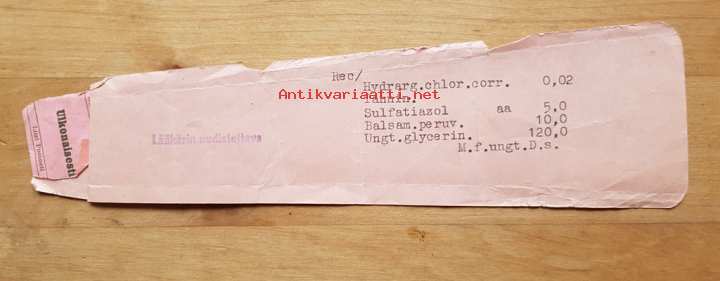 Rec/
Hydrarg.chlor.corr. 0,02
Antikvariaatti.net
Tannin.
Sulfatiazol aa 5,0
Balsam.peruv. 10,0
Ungt.glycerin. 120,0
M.f.ungt.D.s.
Lääkärin uudistettava
Ulkonaisesti